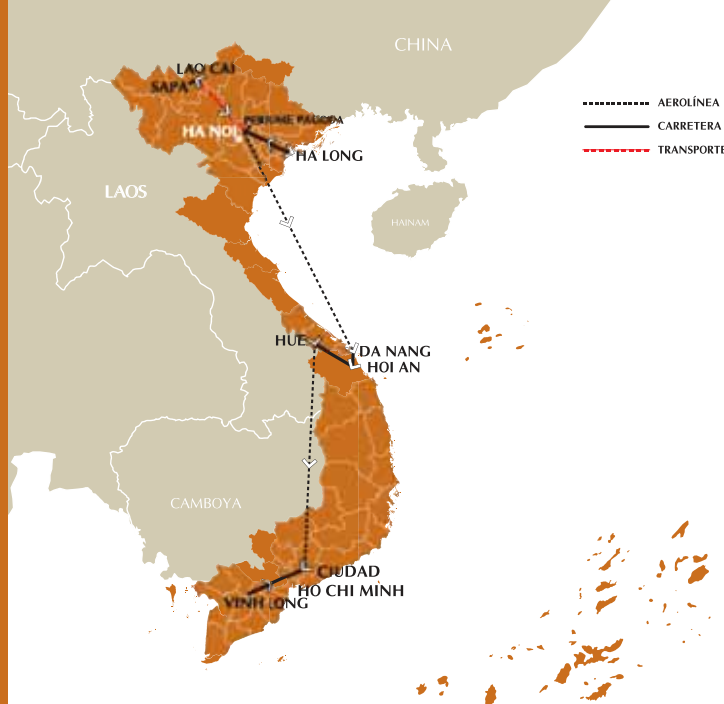 CHINA
LAO CAI
SAPA
AEROLÍNEA
CARRETERA
TRANSPORTE
PERFUME PAGODA
HA NOI
HA LONG
LAOS
HAINAM
HUE
DA NANG
HOI AN
CAMBOYA
CIUDAD
HO CHI MINH
VINH LONG